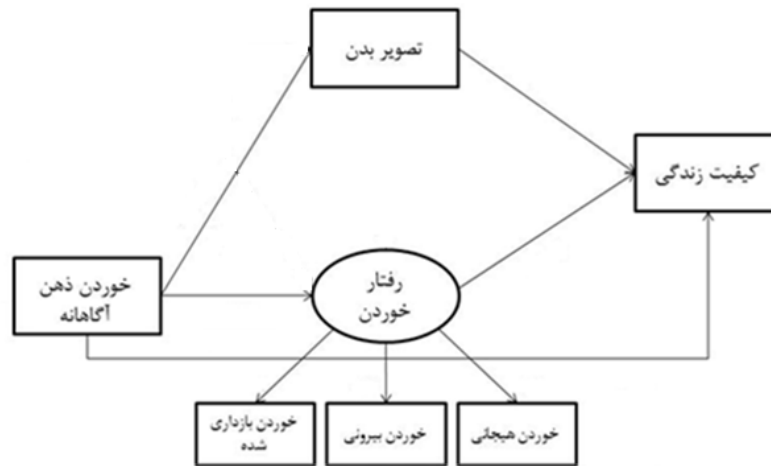 تصویر بدن
کیفیت زندگی
خوردن ذهن
آگاهانه
رفتار
خوردن
خوردن هیجانی
خوردن بیرونی
خوردن بازداری
شده